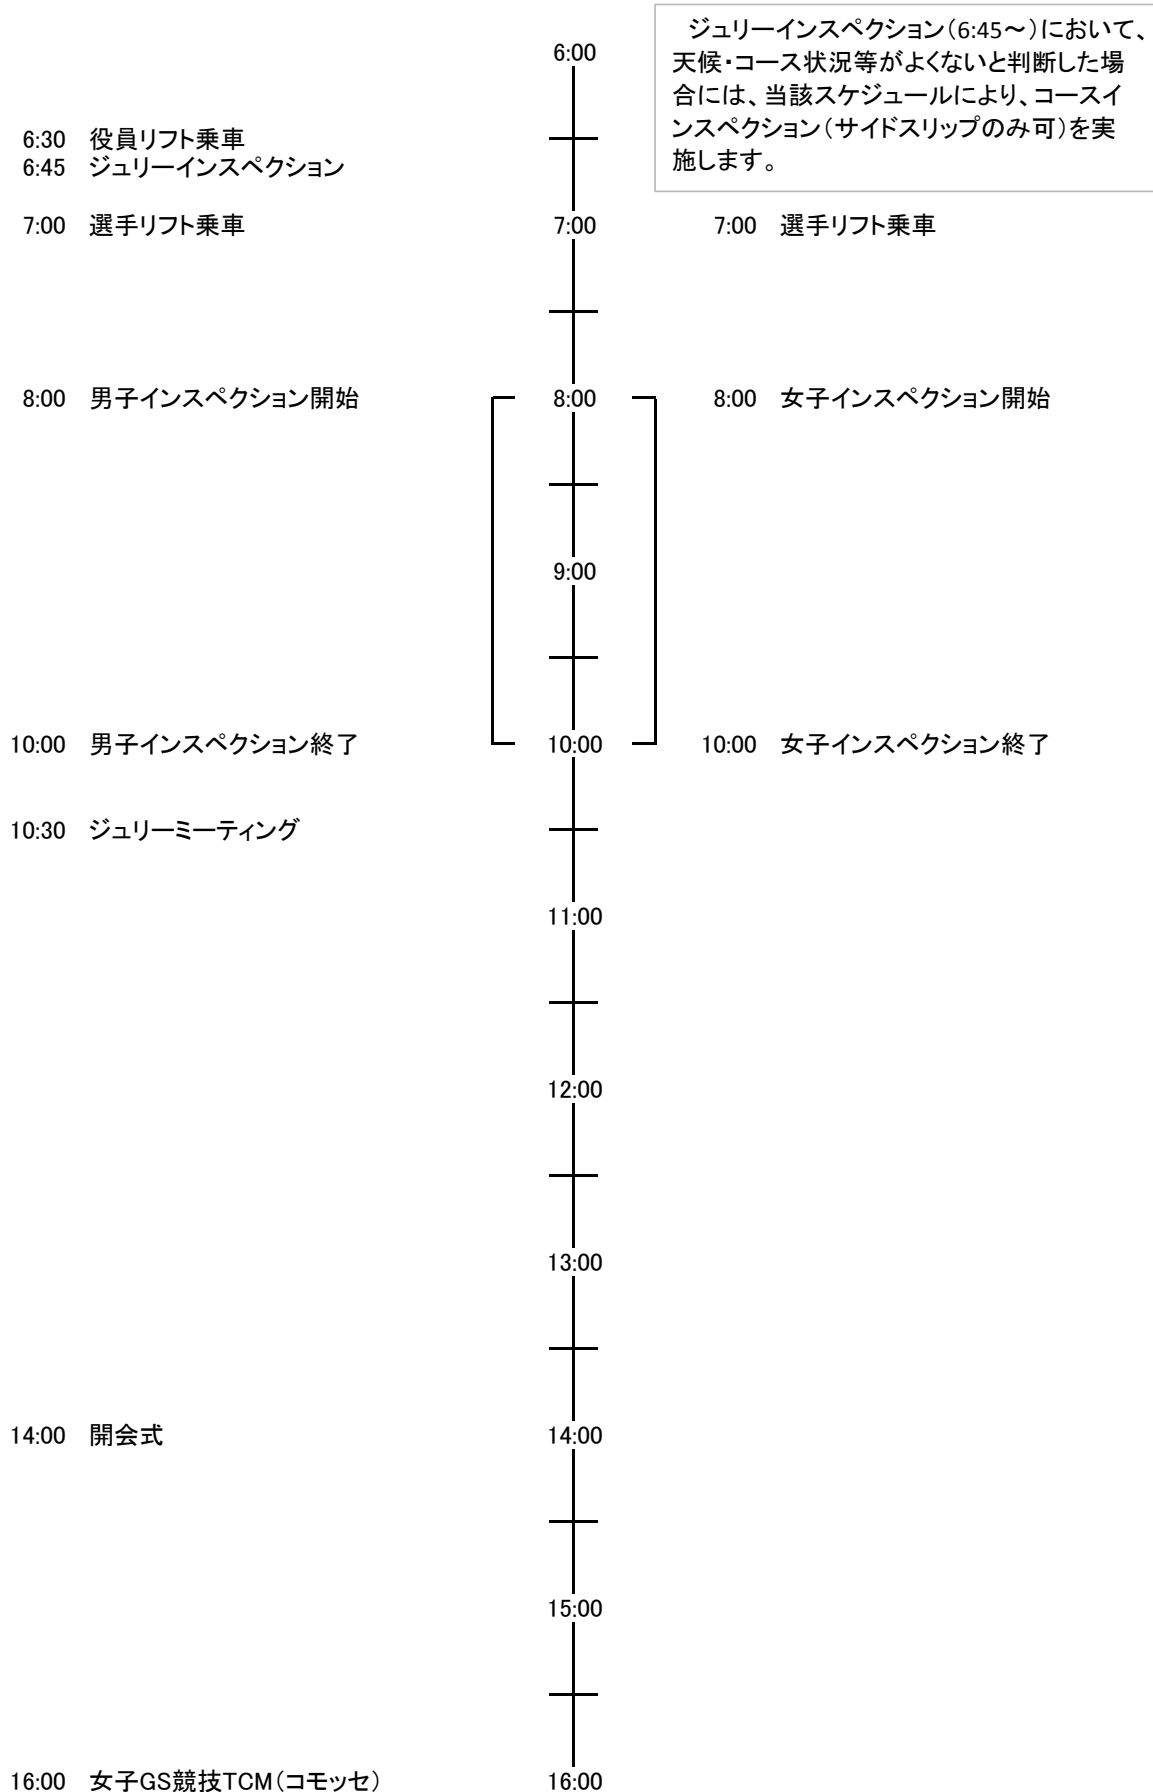 ジュリーインスペクション(6:45～)において、
天候・コース状況等がよくないと判断した場
合には、当該スケジュールにより、コースイ
ンスペクション(サイドスリップのみ可)を実
施します。
6:00
6:30 役員リフト乗車
6:45 ジュリーインスペクション
7:00 選手リフト乗車 7:00 7:00 選手リフト乗車
8:00 男子インスペクション開始 8:00 8:00 女子インスペクション開始
9:00
10:00 男子インスペクション終了 10:00 10:00 女子インスペクション終了
10:30 ジュリーミーティング
11:00
12:00
13:00
14:00 開会式 14:00
15:00
16:00 女子GS競技TCM(コモッセ) 16:00